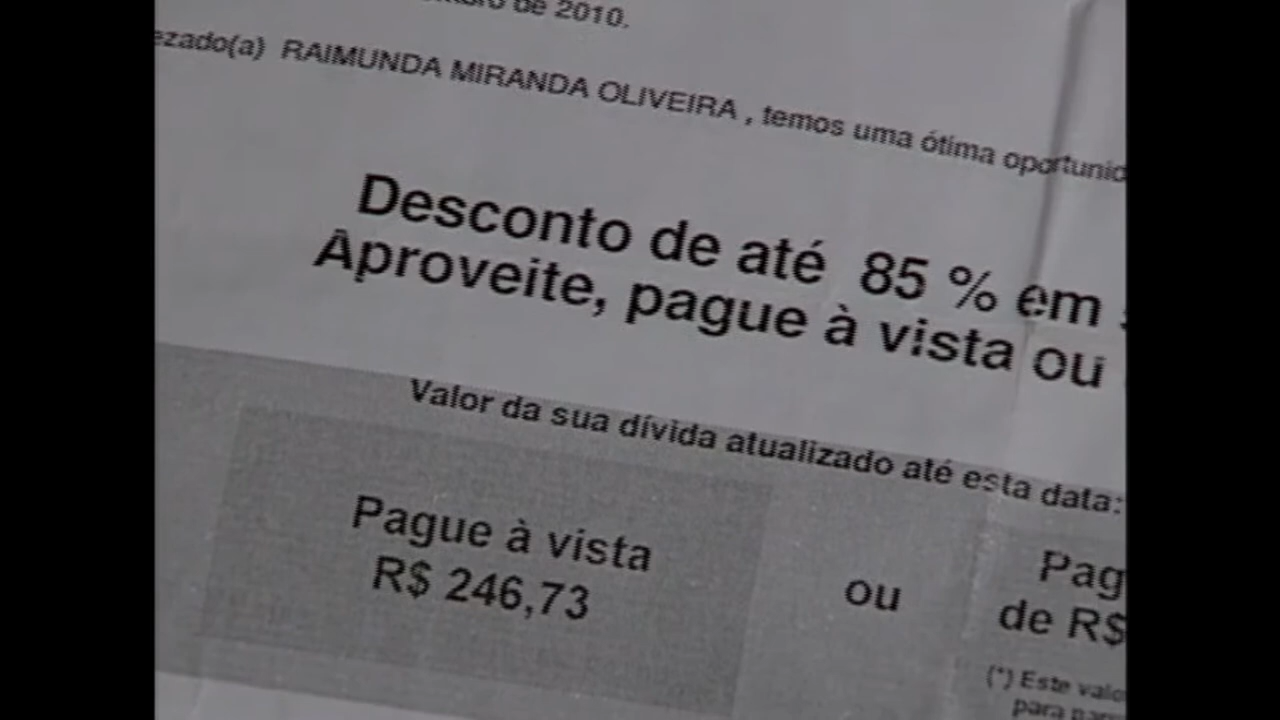 de 2010.
RAIMUNDA MIRANDA OLIVEIRA , temos uma ótima
Desconto de até 85 % em
Aproveite, pague à vista ou
Valor da sua dívida atualizado até esta data:
Pague à vista
R$ 246,73
ou
de R$
(*) Este